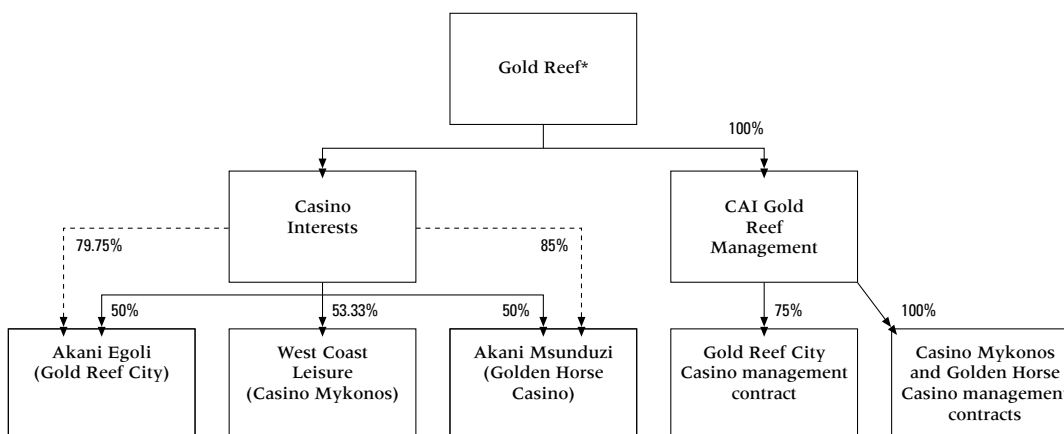 Gold Reef*
100%
Casino
Interests
CAI Gold
Reef
Management
79.75%
85%
50%
53.33%
50%
75%
100%
Akani Egoli
(Gold Reef City)
West Coast
Leisure
(Casino Mykonos)
Akani Msunduzi
(Golden Horse
Casino)
Gold Reef City
Casino management
contract
Casino Mykonos
and Golden Horse
Casino management
contracts